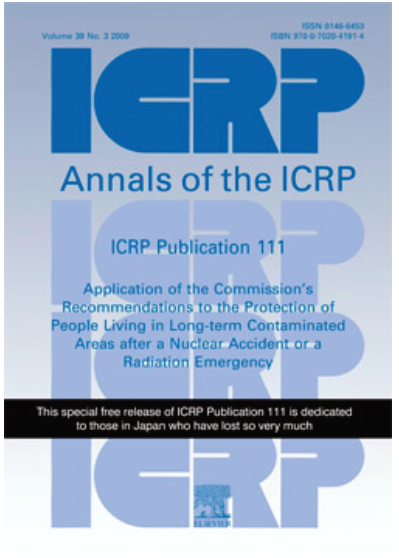 ISSN 0146-6453
Volume 39 No. 3 2009
ISBN 978-0-7020-4191-4
ICRP
Annals of the ICRP
ICRP
ICRP Publication 111
Application of the Commission's
Recommendations to the Protection of
People Living in Long-term Contaminated
Areas after a Nuclear Accident or a
Radiation Emergency
ICRP
This special free release of ICRP Publication 111 is dedicated
to those in Japan who have lost so very much
ICRP
ELSEVIER